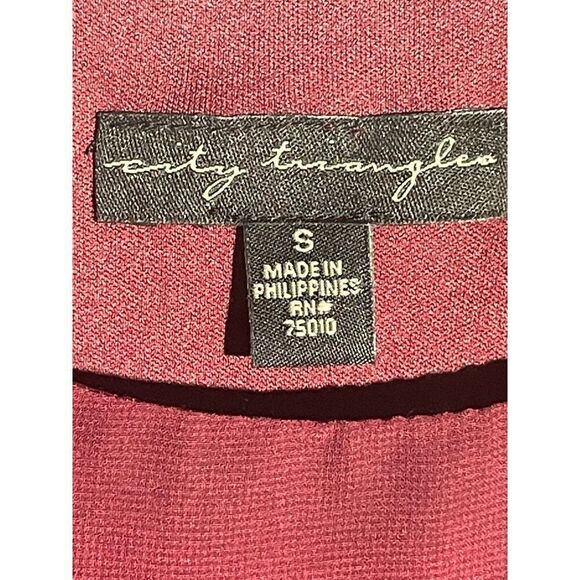 city triangles
S
MADE IN
PHILIPPINES
RN#
75010